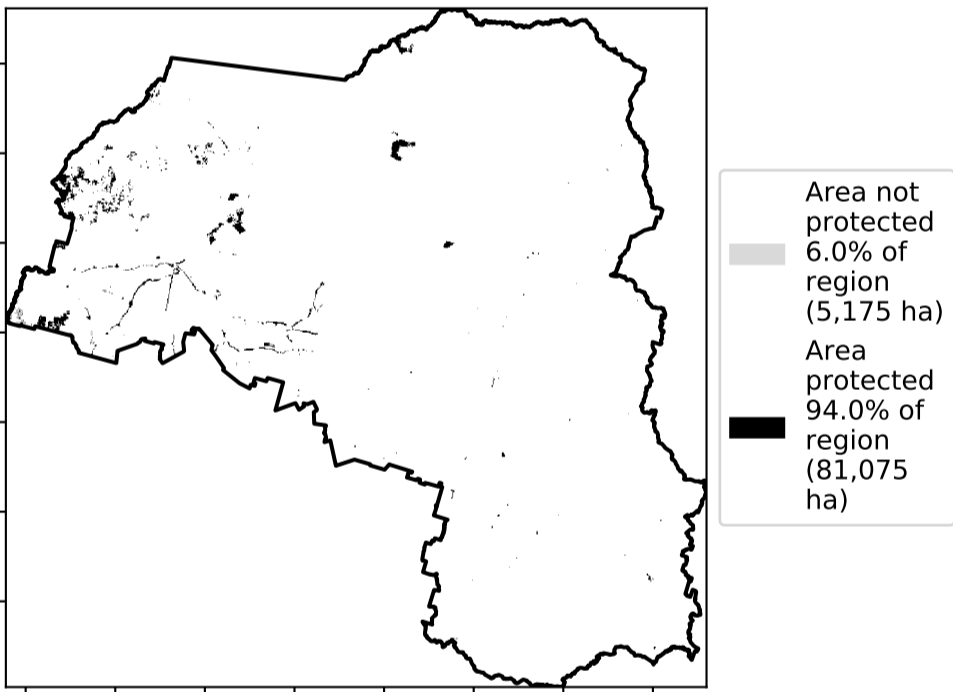 Area not
protected
6.0% of
region
(5,175 ha)
Area
protected
94.0% of
region
(81,075
ha)